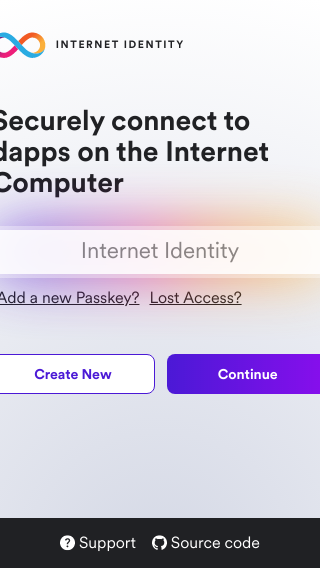 INTERNET IDENTITY
Securely connect to
dapps on the Internet
Computer
Internet Identity
Add a new Passkey? Lost Access?
Create New Continue
Support Source code